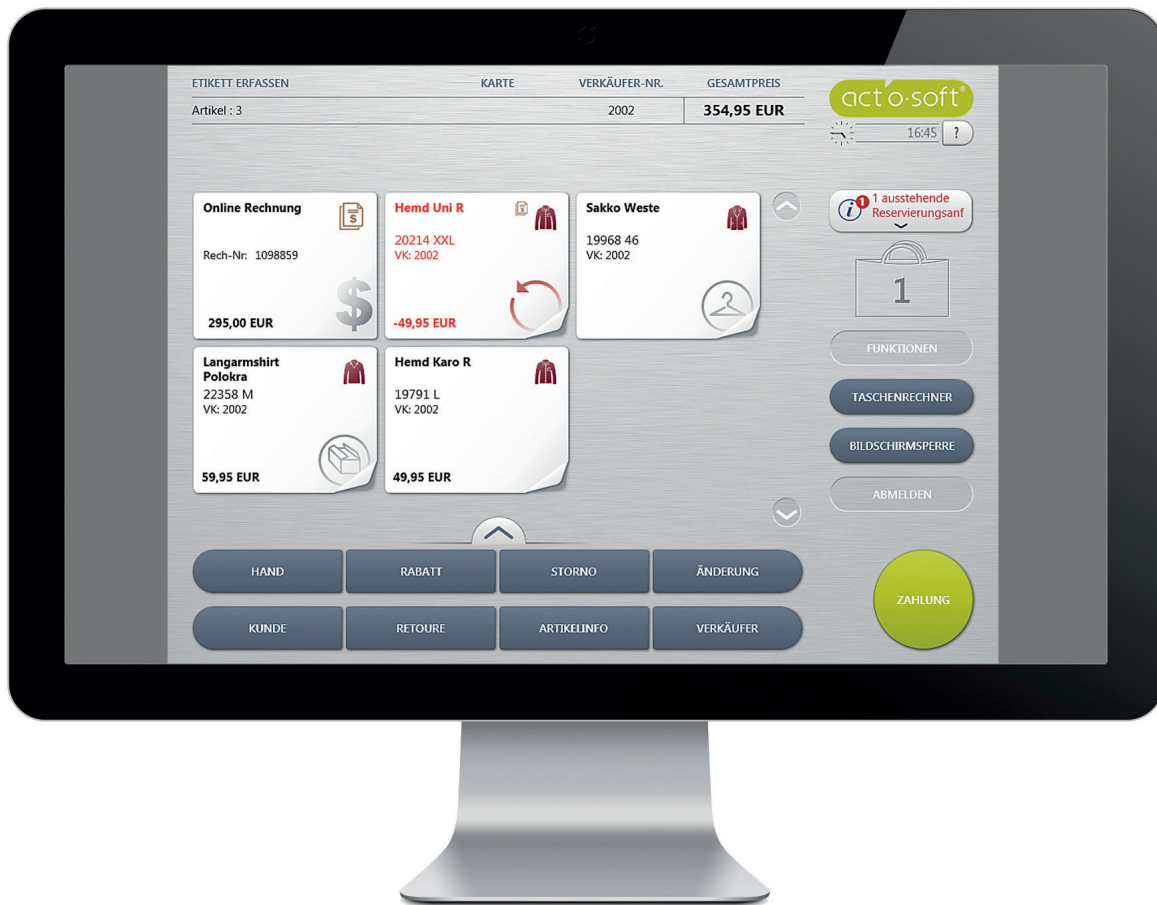 ETIKETT ERFASSEN KARTE VERKÄUFER-NR. GESAMTPREIS
Artikel : 3 2002 354,95 EUR
act'o·soft®
16:45 ?
Online Rechnung
$
Rech-Nr: 1098859
$
295,00 EUR
Hemd Uni R
$
20214 XXL
VK: 2002
-49,95 EUR
Sakko Weste
19968 46
VK: 2002
i 1
1 ausstehende
Reservierungsanf
1
Langarmshirt
Polokra
22358 M
VK: 2002
59,95 EUR
Hemd Karo R
19791 L
VK: 2002
49,95 EUR
FUNKTIONEN
TASCHENRECHNER
BILDSCHIRMSPERRE
ABMELDEN
HAND RABATT STORNO ÄNDERUNG
KUNDE RETOURE ARTIKELINFO VERKÄUFER
ZAHLUNG